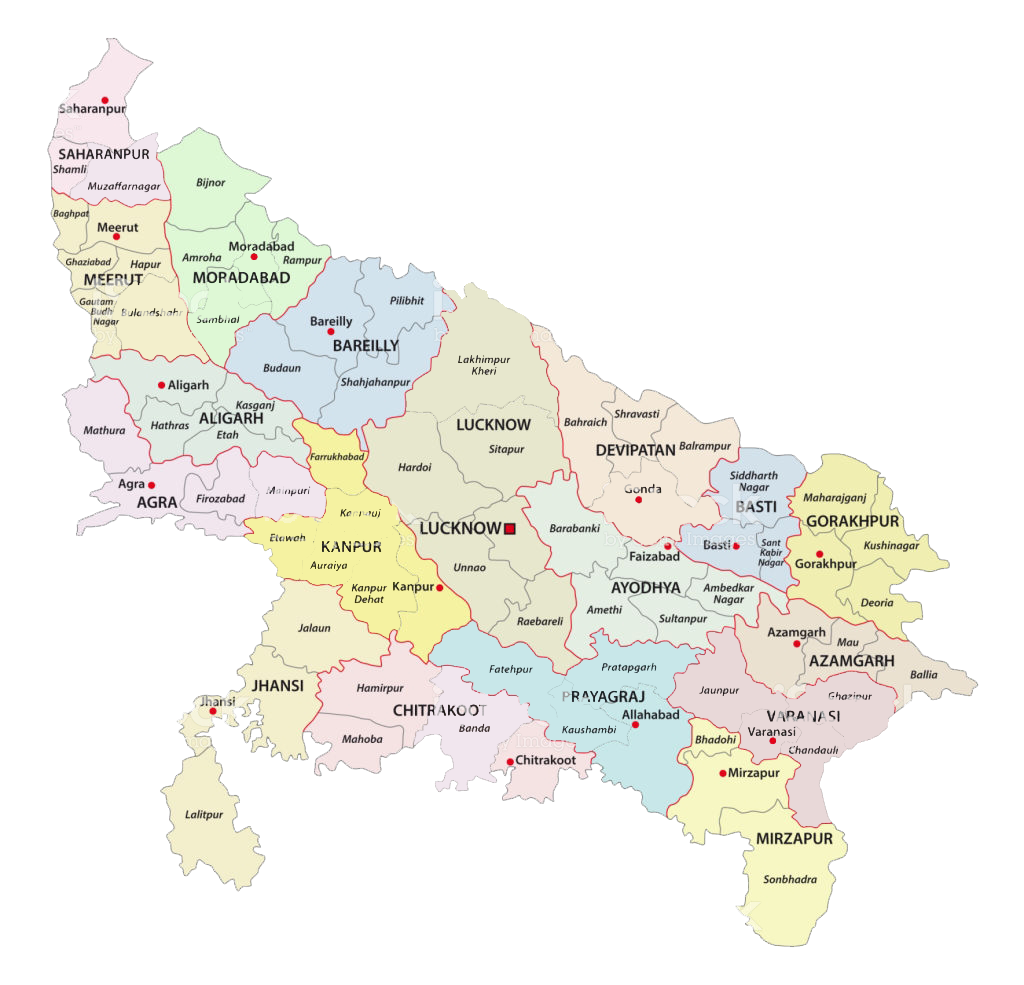 Saharanpur
SAHARANPUR
Shamli
Muzaffarnagar
Bijnor
Baghpat
Meerut
Ghaziabad
Hapur
MEERUT
Gautam
Budh
Nagar
Bulandshahr
Amroha
Moradabad
Rampur
MORADABAD
Sambhal
Pilibhit
Bareilly
BAREILLY
Budaun
Shahjahanpur
Lakhimpur
Kheri
Aligarh
Kasganj
ALIGARH
Hathras
Etah
Mathura
Agra
AGRA
Firozabad
Mainpuri
Farrukhabad
Kannauj
Etawah
KANPUR
Auraiya
Kanpur
Dehat
Kanpur
LUCKNOW
Sitapur
Hardoi
LUCKNOW
Unnao
Raebareli
Bahraich
Shravasti
Balrampur
DEVIPATAN
Gonda
Siddharth
Nagar
BASTI
Basti
Sant
Kabir
Nagar
Maharajganj
GORAKHPUR
Kushinagar
Gorakhpur
Deoria
Barabanki
Faizabad
AYODHYA
Ambedkar
Nagar
Amethi
Sultanpur
Azamgarh
Mau
AZAMGARH
Ballia
Jalaun
JHANSI
Jhansi
Lalitpur
Hamirpur
CHITRAKOOT
Mahoba
Banda
Chitrakoot
Fatehpur
Pratapgarh
PRAYAGRAJ
Kaushambi
Allahabad
Jaunpur
Ghazipur
VARANASI
Varanasi
Chandauli
Bhadohi
Mirzapur
MIRZAPUR
Sonbhadra